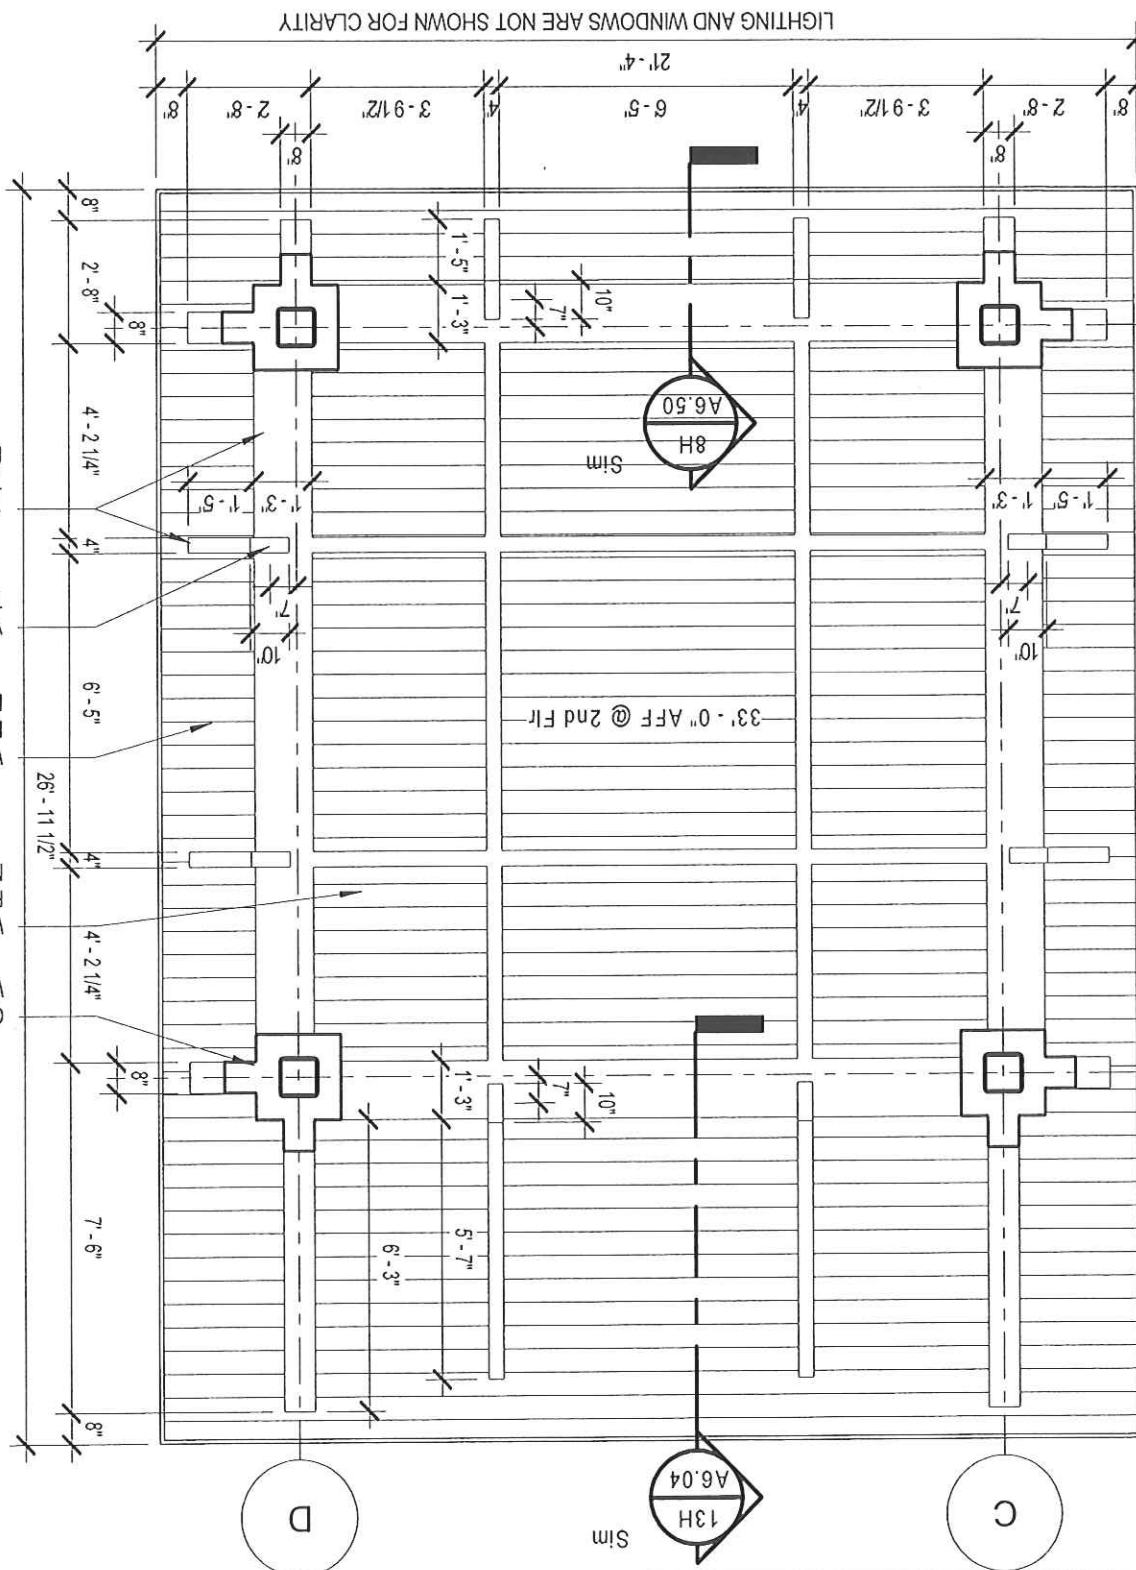 LIGHTING AND WINDOWS ARE NOT SHOWN FOR CLARITY
21' - 4"
8"
2' - 8"
3' - 9 1/2"
4"
6' - 5"
4"
3' - 9 1/2"
2' - 8"
8"
8"
8"
8"
2' - 8"
8"
4' - 2 1/4"
4"
6' - 5"
26' - 11 1/2"
4"
4' - 2 1/4"
8"
7' - 6"
8"
1' - 5"
1' - 3"
7"
10"
A6.50
8H
Sim
1' - 5"
1' - 3"
7"
10"
1' - 3"
1' - 5"
7"
10"
33' - 0" AFF @ 2nd Flr
1' - 3"
7"
10"
5' - 7"
6' - 3"
D
A6.04
13H
Sim
C